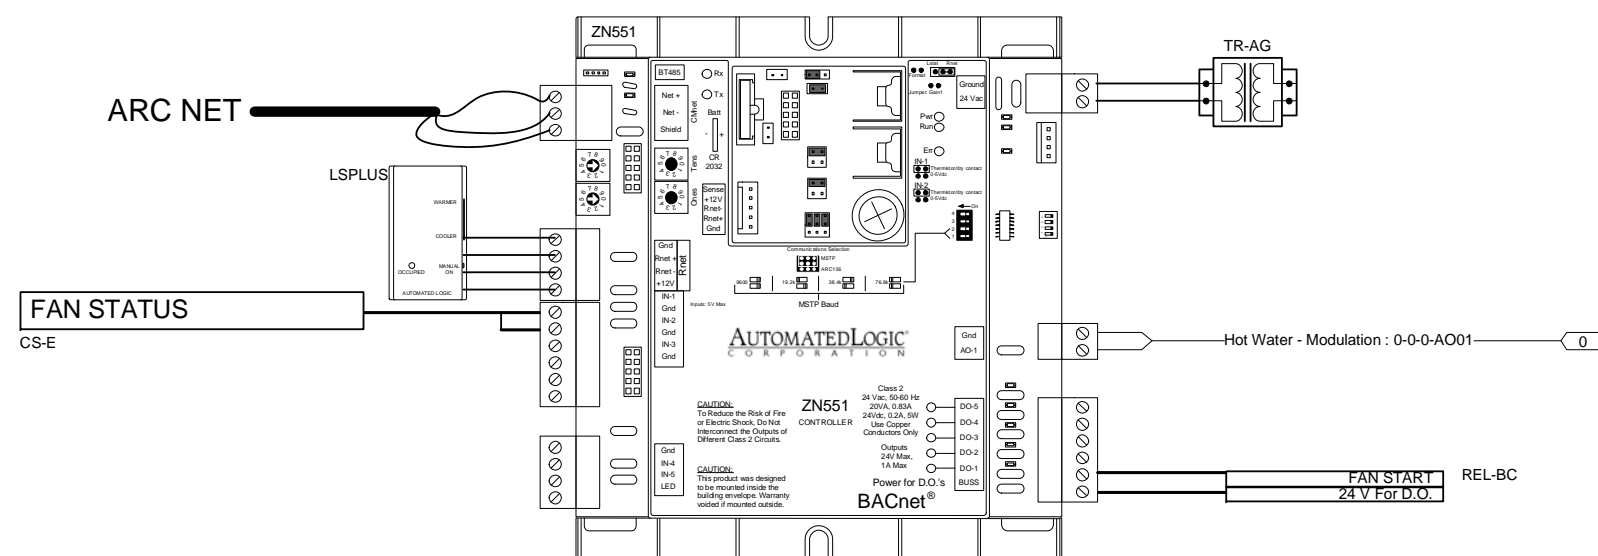 ZN551
TR-AG
ARC NET
BT485
Rx
Net +
Net -
Shield
CMnet
Tx
Batt
- +
CR
2032
Tens
Ones
Sense
+12V
Rnet-
Rnet+
Gnd
Lstat Rnet
Format
Jumper: Gain1
Ground
24 Vac
Pwr
Run
Err
IN-1
Thermistor/dry contact
0-5Vdc
IN-2
Thermistor/dry contact
0-5Vdc
On
4
3
2
1
LSPLUS
WARMER
COOLER
OCCUPIED
MANUAL
ON
AUTOMATED LOGIC
Gnd
Rnet +
Rnet -
+12V
Rnet
Communications Selection
MSTP
ARC156
9600
19.2k
38.4k
76.8k
MSTP Baud
FAN STATUS
CS-E
IN-1
Gnd
IN-2
Gnd
IN-3
Gnd
Inputs: 5V Max
AUTOMATEDLOGIC®
CORPORATION
Gnd
AO-1
Hot Water - Modulation : 0-0-0-AO01
0
CAUTION:
To Reduce the Risk of Fire
or Electric Shock, Do Not
Interconnect the Outputs of
Different Class 2 Circuits.
ZN551
CONTROLLER
Class 2
24 Vac, 50-60 Hz
20VA, 0.83A
24Vdc, 0.2A, 5W
Use Copper
Conductors Only
Outputs
24V Max,
1A Max
DO-5
DO-4
DO-3
DO-2
DO-1
BUSS
Power for D.O.'s
BACnet®
Gnd
IN-4
IN-5
LED
CAUTION:
This product was designed
to be mounted inside the
building envelope. Warranty
voided if mounted outside.
FAN START
24 V For D.O.
REL-BC